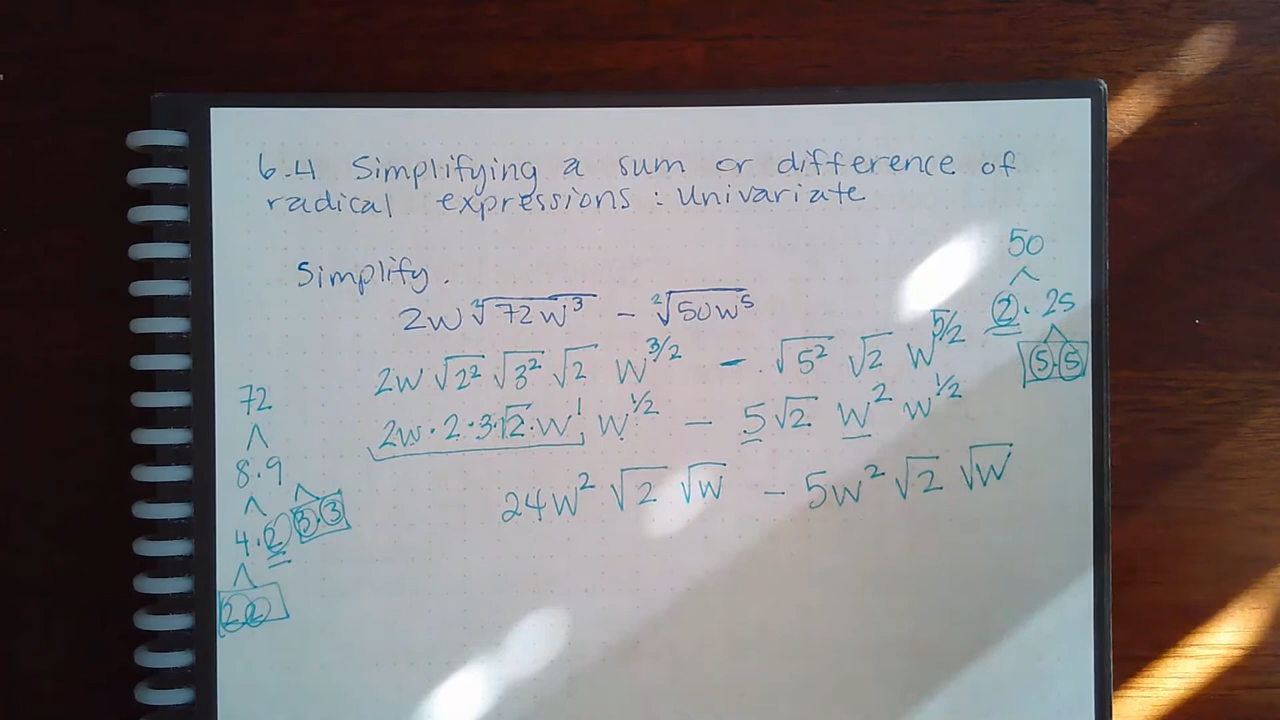 6.4 Simplifying a sum or difference of
radical expressions : Univariate
Simplify.
2w ²√72w³ - ²√50w⁵
2w √2² √3² √2 w^3/2 - √5² √2 w^5/2
2w · 2 · 3 · √2 · w¹ w^1/2 - 5√2 w² w^1/2
24w² √2 √w - 5w² √2 √w
72
8·9
4·2 3·3
2 2
50
2 · 25
5·5